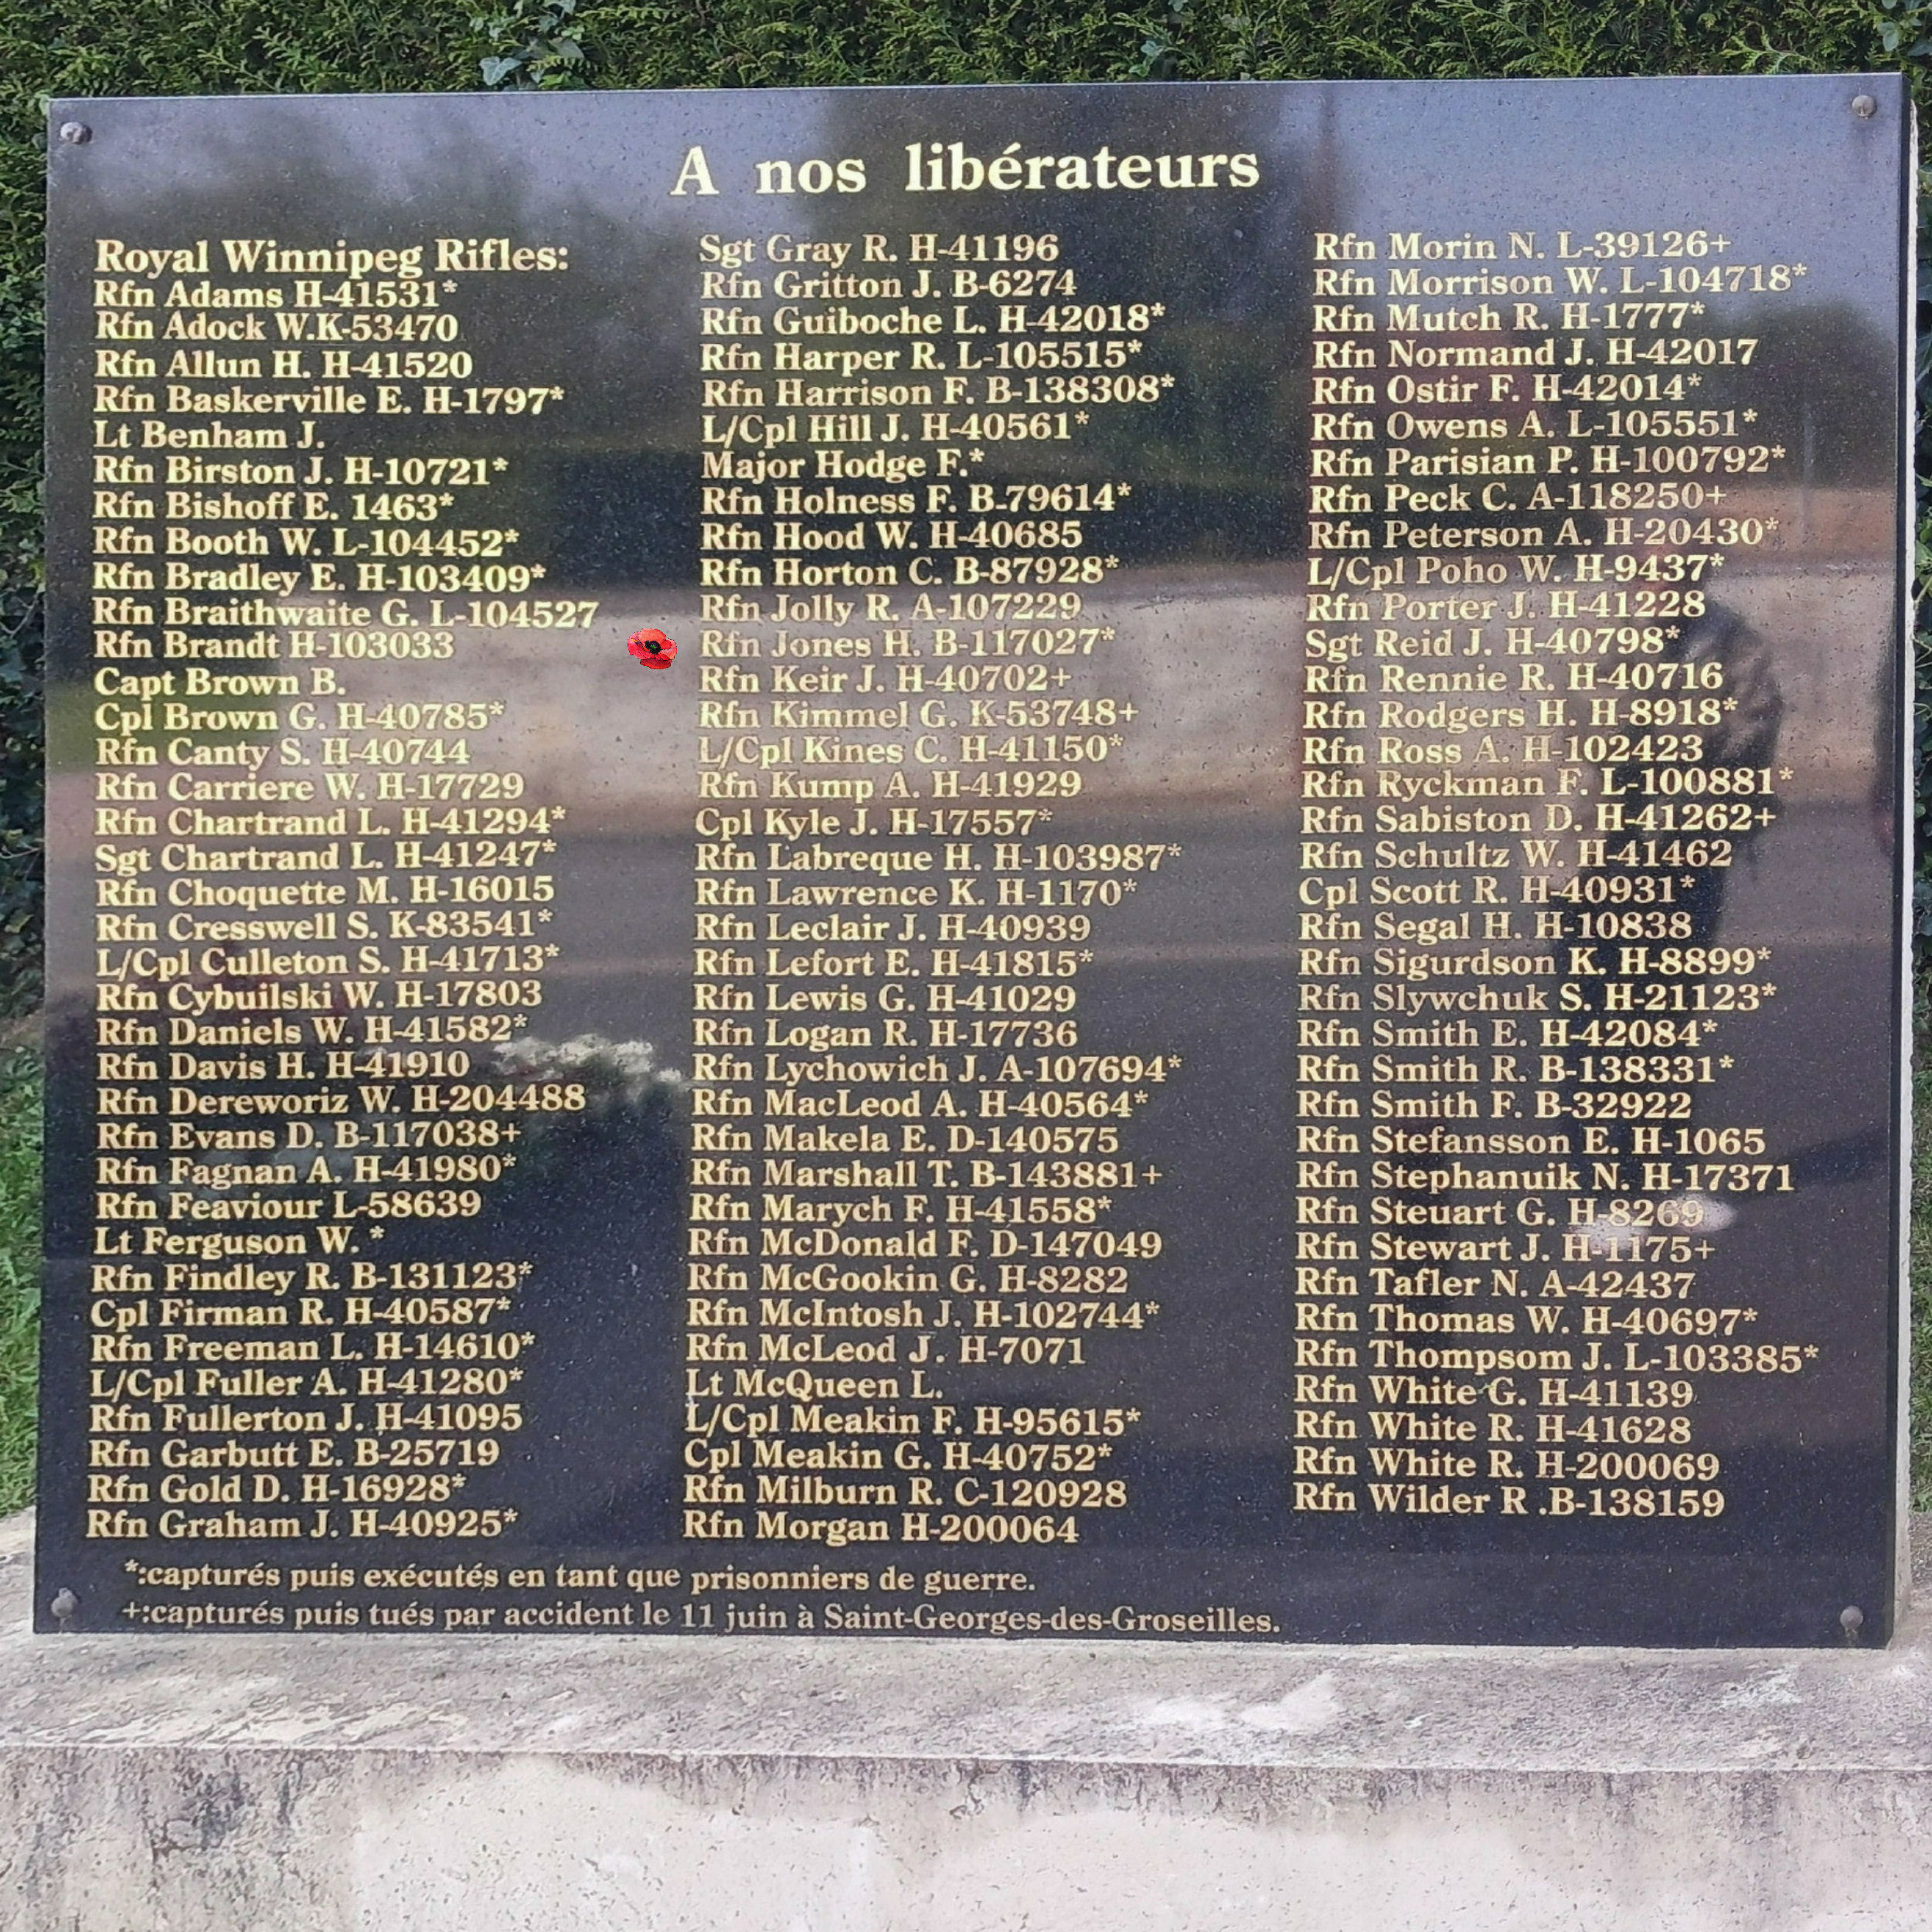 A nos libérateurs
Royal Winnipeg Rifles:
Rfn Adams H-41531*
Rfn Adock W.K-53470
Rfn Allun H. H-41520
Rfn Baskerville E. H-1797*
Lt Benham J.
Rfn Birston J. H-10721*
Rfn Bishoff E. 1463*
Rfn Booth W. L-104452*
Rfn Bradley E. H-103409*
Rfn Braithwaite G. L-104527
Rfn Brandt H-103033
Capt Brown B.
Cpl Brown G. H-40785*
Rfn Canty S. H-40744
Rfn Carriere W. H-17729
Rfn Chartrand L. H-41294*
Sgt Chartrand L. H-41247*
Rfn Choquette M. H-16015
Rfn Cresswell S. K-83541*
L/Cpl Culleton S. H-41713*
Rfn Cybuilski W. H-17803
Rfn Daniels W. H-41582*
Rfn Davis H. H-41910
Rfn Dereworiz W. H-204488
Rfn Evans D. B-117038+
Rfn Fagnan A. H-41980*
Rfn Feaviour L-58639
Lt Ferguson W. *
Rfn Findley R. B-131123*
Cpl Firman R. H-40587*
Rfn Freeman L. H-14610*
L/Cpl Fuller A. H-41280*
Rfn Fullerton J. H-41095
Rfn Garbutt E. B-25719
Rfn Gold D. H-16928*
Rfn Graham J. H-40925*
Sgt Gray R. H-41196
Rfn Gritton J. B-6274
Rfn Guiboche L. H-42018*
Rfn Harper R. L-105515*
Rfn Harrison F. B-138308*
L/Cpl Hill J. H-40561*
Major Hodge F.*
Rfn Holness F. B-79614*
Rfn Hood W. H-40685
Rfn Horton C. B-87928*
Rfn Jolly R. A-107229
Rfn Jones H. B-117027*
Rfn Keir J. H-40702+
Rfn Kimmel G. K-53748+
L/Cpl Kines C. H-41150*
Rfn Kump A. H-41929
Cpl Kyle J. H-17557*
Rfn Labreque H. H-103987*
Rfn Lawrence K. H-1170*
Rfn Leclair J. H-40939
Rfn Lefort E. H-41815*
Rfn Lewis G. H-41029
Rfn Logan R. H-17736
Rfn Lychowich J. A-107694*
Rfn MacLeod A. H-40564*
Rfn Makela E. D-140575
Rfn Marshall T. B-143881+
Rfn Marych F. H-41558*
Rfn McDonald F. D-147049
Rfn McGookin G. H-8282
Rfn McIntosh J. H-102744*
Rfn McLeod J. H-7071
Lt McQueen L.
L/Cpl Meakin F. H-95615*
Cpl Meakin G. H-40752*
Rfn Milburn R. C-120928
Rfn Morgan H-200064
Rfn Morin N. L-39126+
Rfn Morrison W. L-104718*
Rfn Mutch R. H-1777*
Rfn Normand J. H-42017
Rfn Ostir F. H-42014*
Rfn Owens A. L-105551*
Rfn Parisian P. H-100792*
Rfn Peck C. A-118250+
Rfn Peterson A. H-20430*
L/Cpl Poho W. H-9437*
Rfn Porter J. H-41228
Sgt Reid J. H-40798*
Rfn Rennie R. H-40716
Rfn Rodgers H. H-8918*
Rfn Ross A. H-102423
Rfn Ryckman F. L-100881*
Rfn Sabiston D. H-41262+
Rfn Schultz W. H-41462
Cpl Scott R. H-40931*
Rfn Segal H. H-10838
Rfn Sigurdson K. H-8899*
Rfn Slywchuk S. H-21123*
Rfn Smith E. H-42084*
Rfn Smith R. B-138331*
Rfn Smith F. B-32922
Rfn Stefansson E. H-1065
Rfn Stephanuik N. H-17371
Rfn Steuart G. H-8269
Rfn Stewart J. H-1175+
Rfn Tafler N. A-42437
Rfn Thomas W. H-40697*
Rfn Thompsom J. L-103385*
Rfn White G. H-41139
Rfn White R. H-41628
Rfn White R. H-200069
Rfn Wilder R .B-138159
*:capturés puis exécutés en tant que prisonniers de guerre.
+:capturés puis tués par accident le 11 juin à Saint-Georges-des-Groseilles.